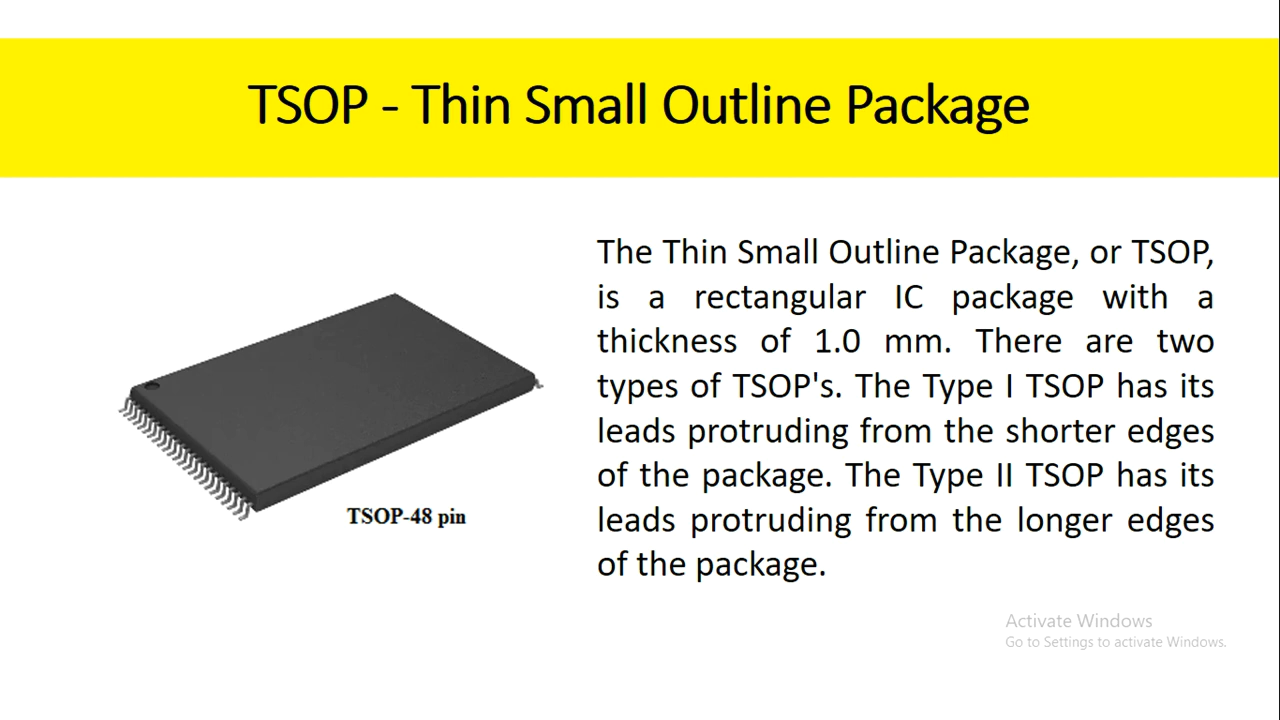 TSOP - Thin Small Outline Package
The Thin Small Outline Package, or TSOP,
is a rectangular IC package with a
thickness of 1.0 mm. There are two
types of TSOP's. The Type I TSOP has its
leads protruding from the shorter edges
of the package. The Type II TSOP has its
leads protruding from the longer edges
of the package.
TSOP-48 pin
Activate Windows
Go to Settings to activate Windows.